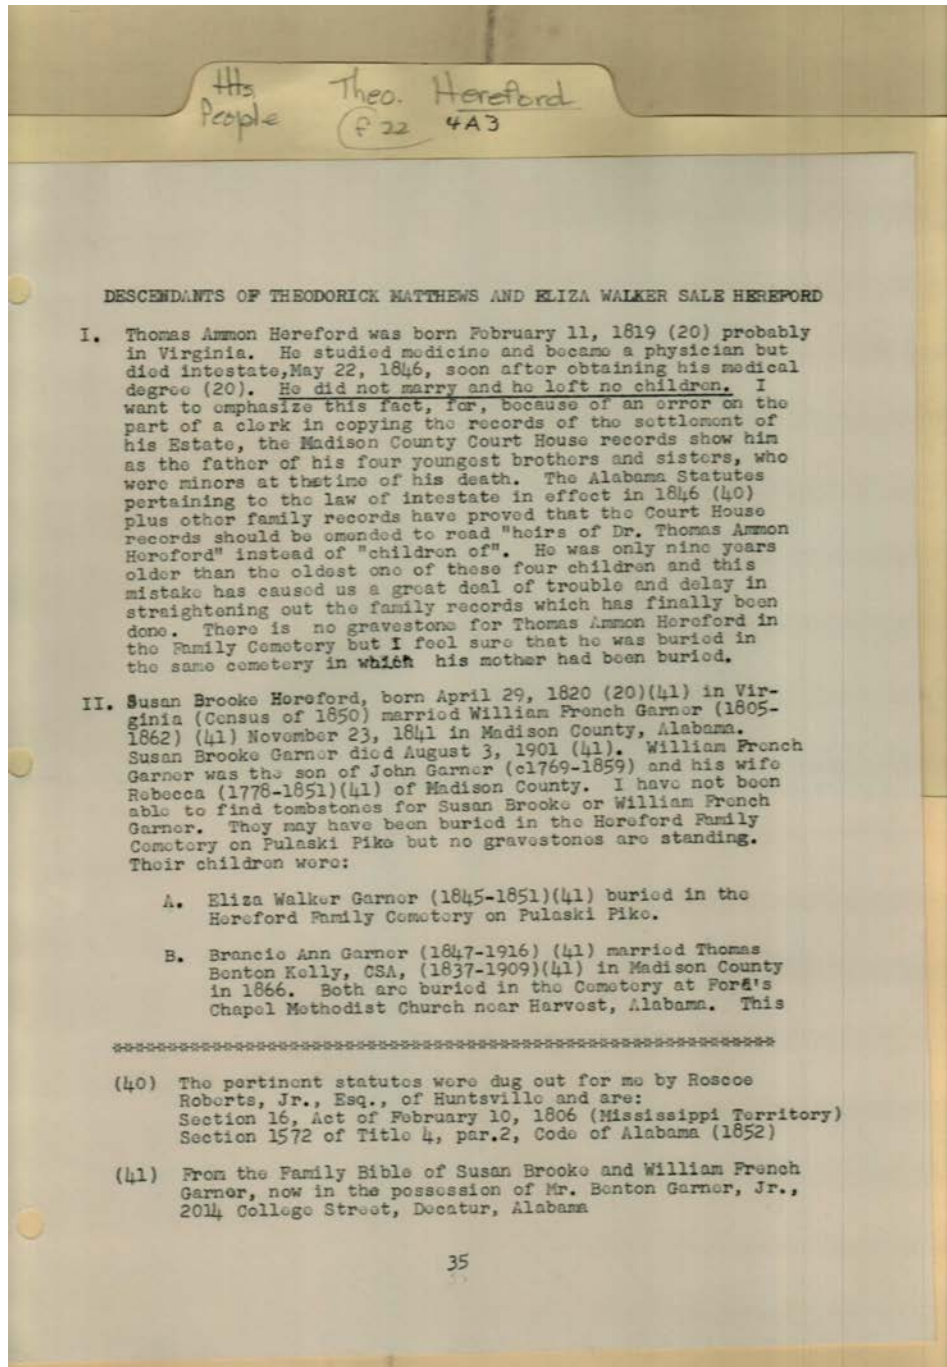 Hts. Theo. Hereford
People f 22 4A3
DESCENDANTS OF THEODORICK MATTHEWS AND ELIZA WALKER SALE HEREFORD
I. Thomas Ammon Hereford was born February 11, 1819 (20) probably
in Virginia. He studied medicine and became a physician but
died intestate,May 22, 1846, soon after obtaining his medical
degree (20). He did not marry and he left no children. I
want to emphasize this fact, for, because of an error on the
part of a clerk in copying the records of the settlement of
his Estate, the Madison County Court House records show him
as the father of his four youngest brothers and sisters, who
were minors at thetime of his death. The Alabama Statutes
pertaining to the law of intestate in effect in 1846 (40)
plus other family records have proved that the Court House
records should be emended to read "heirs of Dr. Thomas Ammon
Hereford" instead of "children of". He was only nine years
older than the oldest one of these four children and this
mistake has caused us a great deal of trouble and delay in
straightening out the family records which has finally been
done. There is no gravestone for Thomas Ammon Hereford in
the Family Cemetery but I feel sure that he was buried in
the same cemetery in which his mother had been buried.
II. Susan Brooke Hereford, born April 29, 1820 (20)(41) in Vir-
ginia (Census of 1850) married William French Garner (1805-
1862) (41) November 23, 1841 in Madison County, Alabama.
Susan Brooke Garner died August 3, 1901 (41). William French
Garner was the son of John Garner (c1769-1859) and his wife
Rebecca (1778-1851)(41) of Madison County. I have not been
able to find tombstones for Susan Brooke or William French
Garner. They may have been buried in the Hereford Family
Cemetery on Pulaski Pike but no gravestones are standing.
Their children were:
A. Eliza Walker Garner (1845-1851)(41) buried in the
Hereford Family Cemetery on Pulaski Pike.
B. Brancie Ann Garner (1847-1916) (41) married Thomas
Benton Kelly, CSA, (1837-1909)(41) in Madison County
in 1866. Both are buried in the Cemetery at Ford's
Chapel Methodist Church near Harvest, Alabama. This
*************************************************************
(40) The pertinent statutes were dug out for me by Roscoe
Roberts, Jr., Esq., of Huntsville and are:
Section 16, Act of February 10, 1806 (Mississippi Territory)
Section 1572 of Title 4, par.2, Code of Alabama (1852)
(41) From the Family Bible of Susan Brooke and William French
Garner, now in the possession of Mr. Benton Garner, Jr.,
2014 College Street, Decatur, Alabama
35